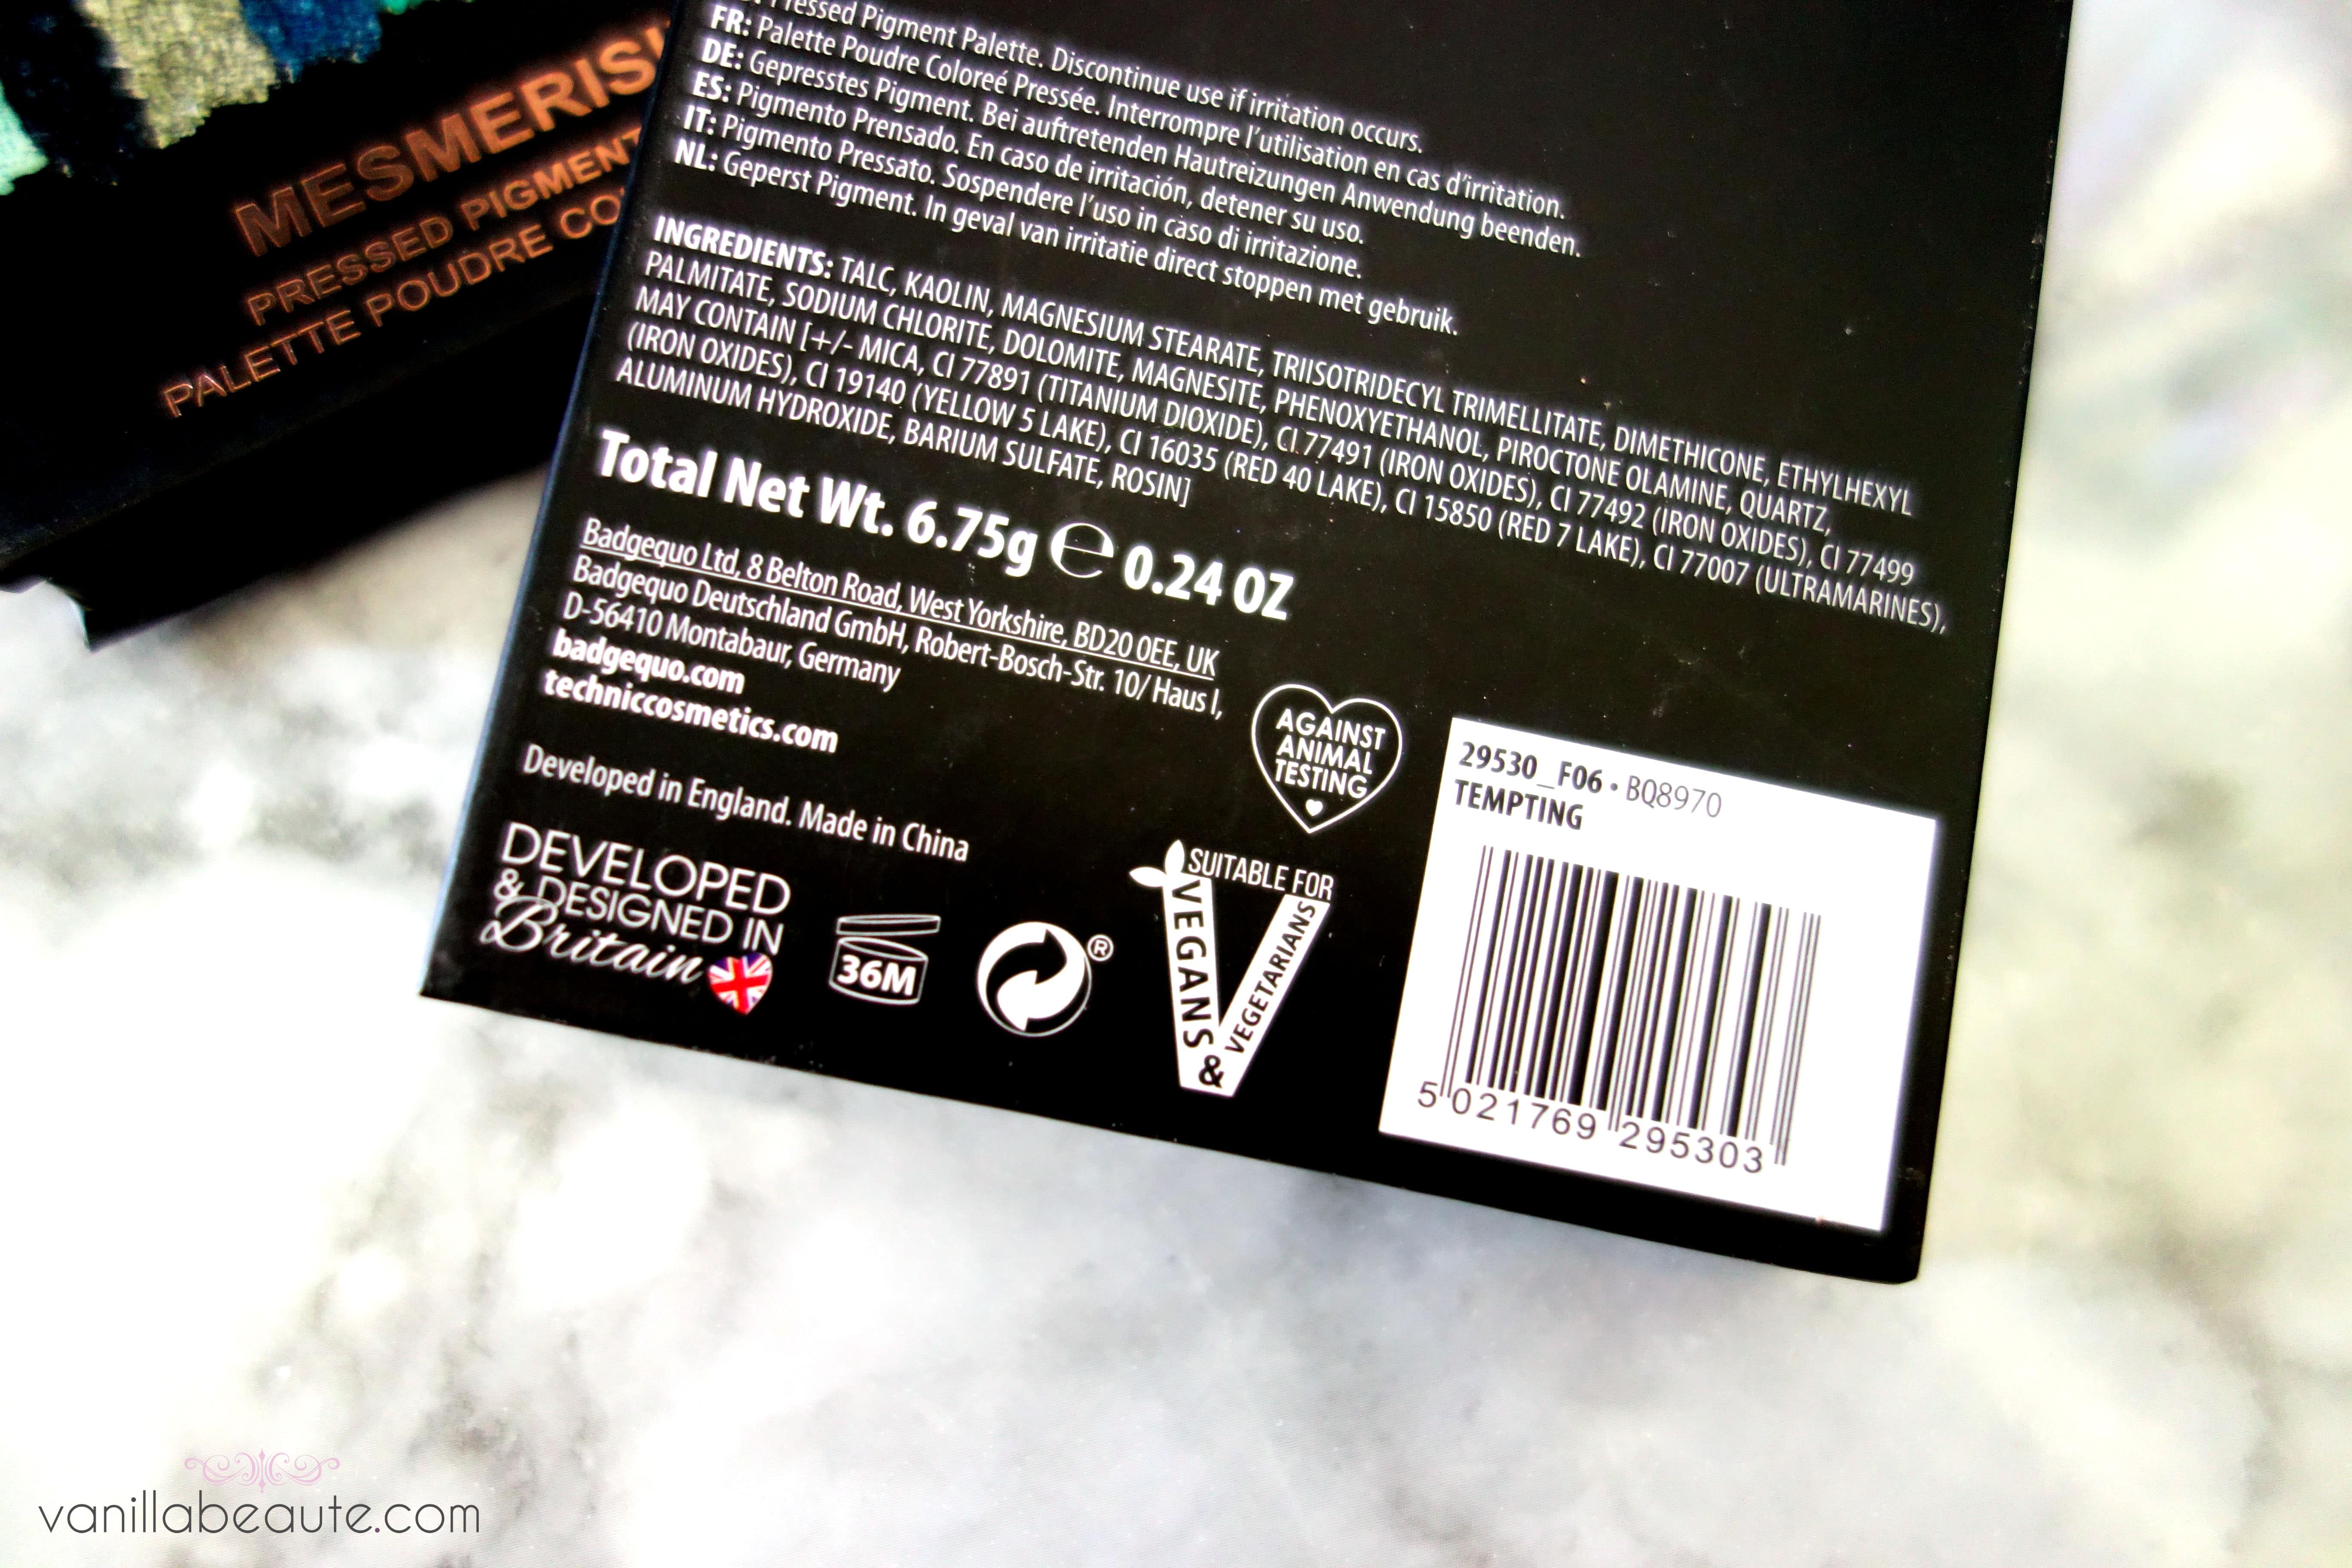 MESMERIS
PRESSED PIGMENT
PALETTE POUDRE CO
Pressed Pigment Palette. Discontinue use if irritation occurs.
FR: Palette Poudre Coloreé Pressée. Interrompre l'utilisation en cas d'irritation.
DE: Gepresstes Pigment. Bei auftretenden Hautreizungen Anwendung beenden.
ES: Pigmento Prensado. En caso de irritación, detener su uso.
IT: Pigmento Pressato. Sospendere l'uso in caso di irritazione.
NL: Geperst Pigment. In geval van irritatie direct stoppen met gebruik.
INGREDIENTS: TALC, KAOLIN, MAGNESIUM STEARATE, TRIISOTRIDECYL TRIMELLITATE, DIMETHICONE, ETHYLHEXYL
PALMITATE, SODIUM CHLORITE, DOLOMITE, MAGNESITE, PHENOXYETHANOL, PIROCTONE OLAMINE, QUARTZ,
MAY CONTAIN [+/- MICA, CI 77891 (TITANIUM DIOXIDE), CI 77491 (IRON OXIDES), CI 77492 (IRON OXIDES), CI 77499
(IRON OXIDES), CI 19140 (YELLOW 5 LAKE), CI 16035 (RED 40 LAKE), CI 15850 (RED 7 LAKE), CI 77007 (ULTRAMARINES),
ALUMINUM HYDROXIDE, BARIUM SULFATE, ROSIN]
Total Net Wt. 6.75g ℮ 0.24 OZ
Badgequo Ltd, 8 Belton Road, West Yorkshire, BD20 0EE, UK
Badgequo Deutschland GmbH, Robert-Bosch-Str. 10/ Haus I,
D-56410 Montabaur, Germany
badgequo.com
techniccosmetics.com
Developed in England. Made in China
DEVELOPED
& DESIGNED IN
Britain
36M
®
AGAINST
ANIMAL
TESTING
SUITABLE FOR
VEGANS &
VEGETARIANS
29530_F06 • BQ8970
TEMPTING
5 021769 295303
vanillabeaute.com